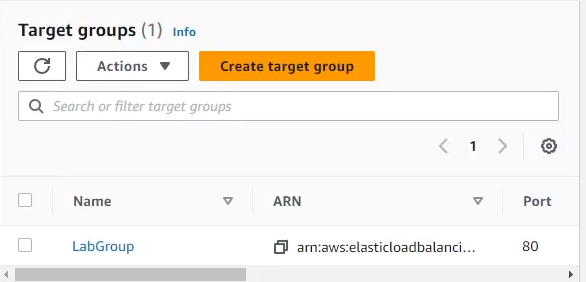 Target groups (1) Info
Actions
Create target group
Search or filter target groups
1
Name ARN Port
LabGroup arn:aws:elasticloadbalanci... 80